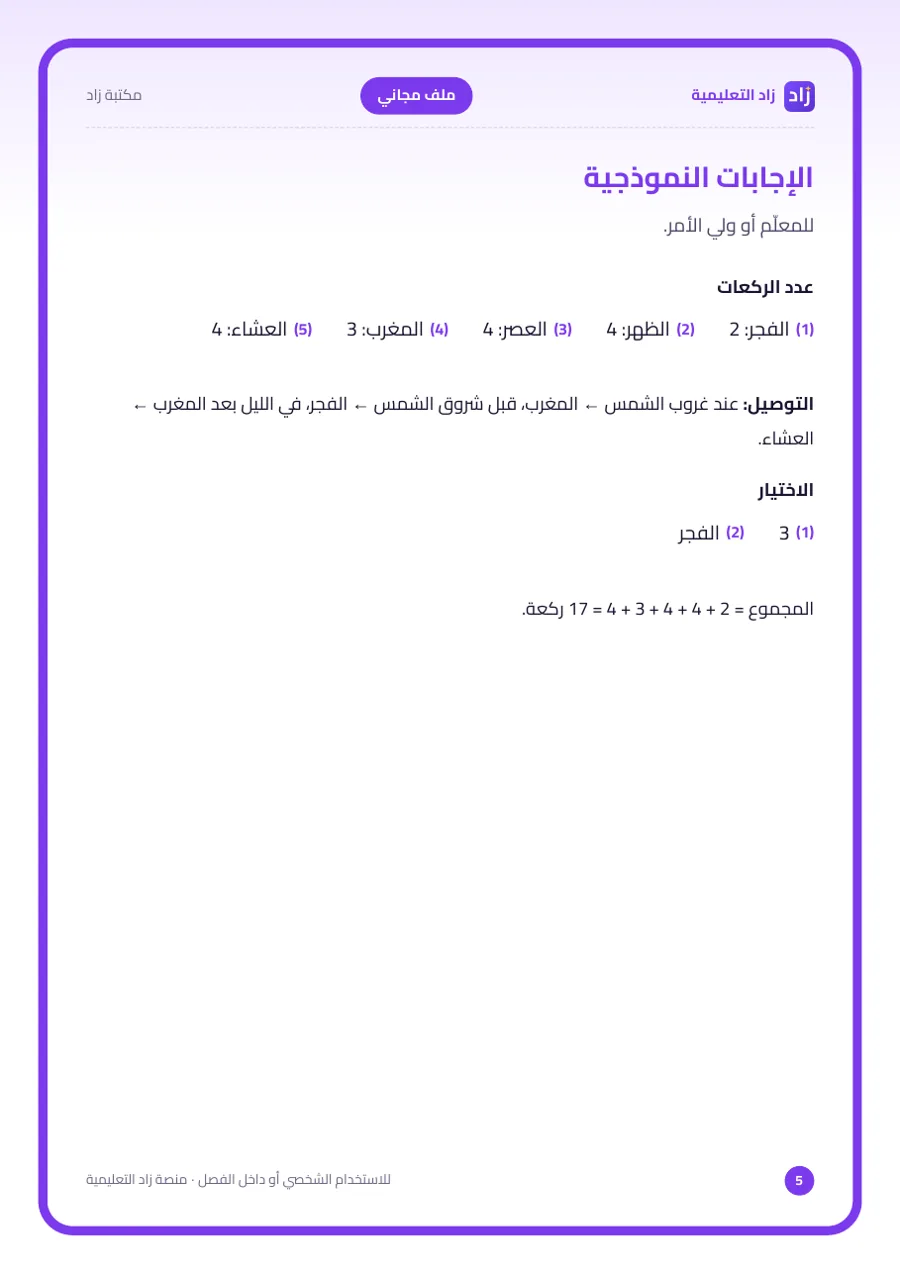 زاد زاد التعليمية ملف مجاني مكتبة زاد
الإجابات النموذجية
للمعلّم أو ولي الأمر.
عدد الركعات
(1) الفجر: 2 (2) الظهر: 4 (3) العصر: 4 (4) المغرب: 3 (5) العشاء: 4
التوصيل: عند غروب الشمس ← المغرب، قبل شروق الشمس ← الفجر، في الليل بعد المغرب ←
العشاء.
الاختيار
(1) 3 (2) الفجر
المجموع = 2 + 4 + 4 + 3 + 4 = 17 ركعة.
5 للاستخدام الشخصي أو داخل الفصل · منصة زاد التعليمية